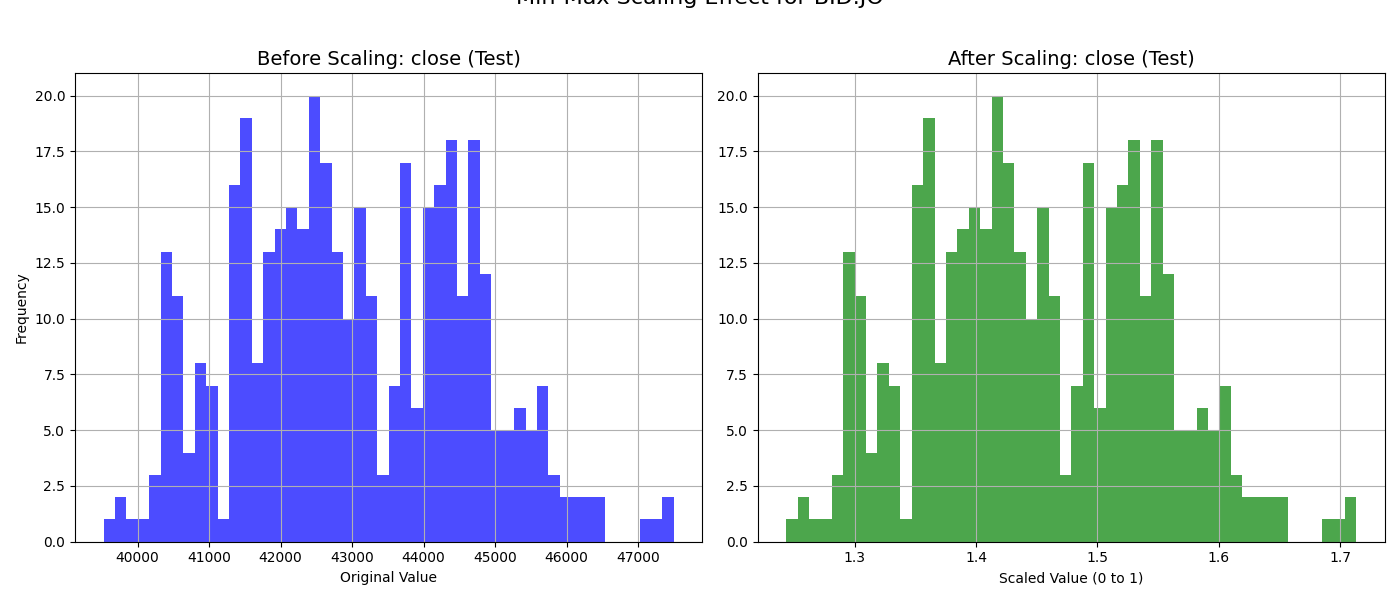 Min-Max Scaling Effect for BID.JO
Before Scaling: close (Test)
After Scaling: close (Test)
Frequency
20.0
17.5
15.0
12.5
10.0
7.5
5.0
2.5
0.0
40000 41000 42000 43000 44000 45000 46000 47000
Original Value
20.0
17.5
15.0
12.5
10.0
7.5
5.0
2.5
0.0
1.3 1.4 1.5 1.6 1.7
Scaled Value (0 to 1)